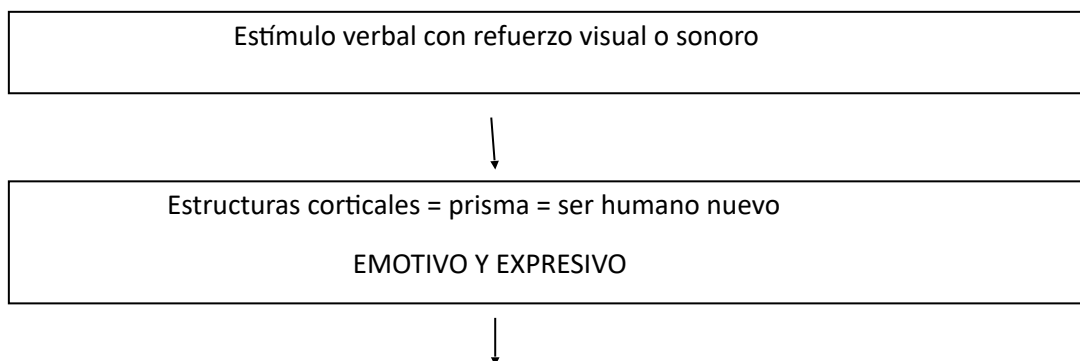 Estímulo verbal con refuerzo visual o sonoro
Estructuras corticales = prisma = ser humano nuevo
EMOTIVO Y EXPRESIVO